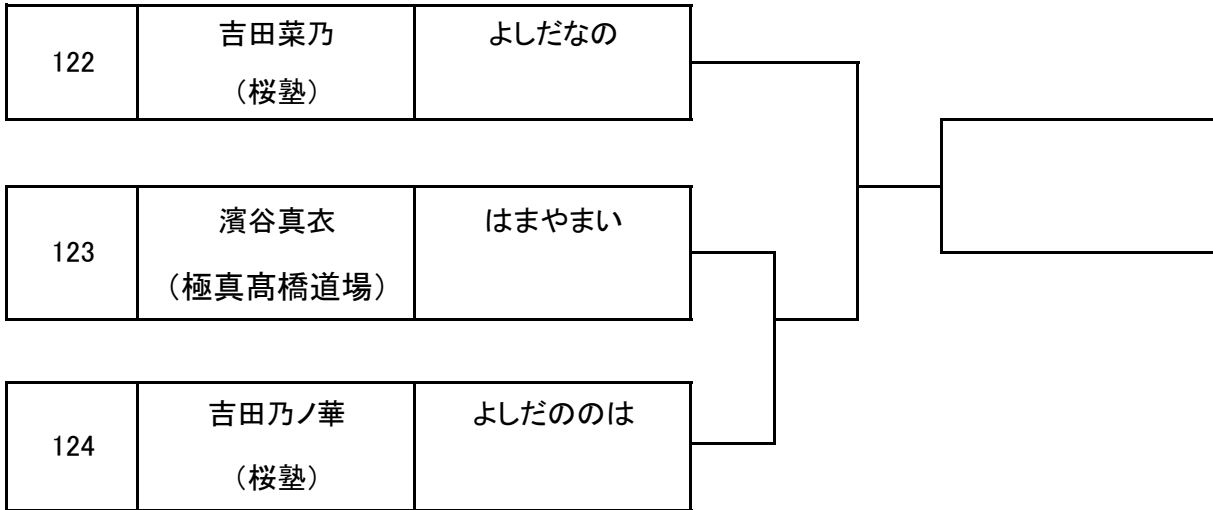 122
吉田菜乃
（桜塾）
よしだなの
123
濱谷真衣
（極真髙橋道場）
はまやまい
124
吉田乃ノ華
（桜塾）
よしだののは